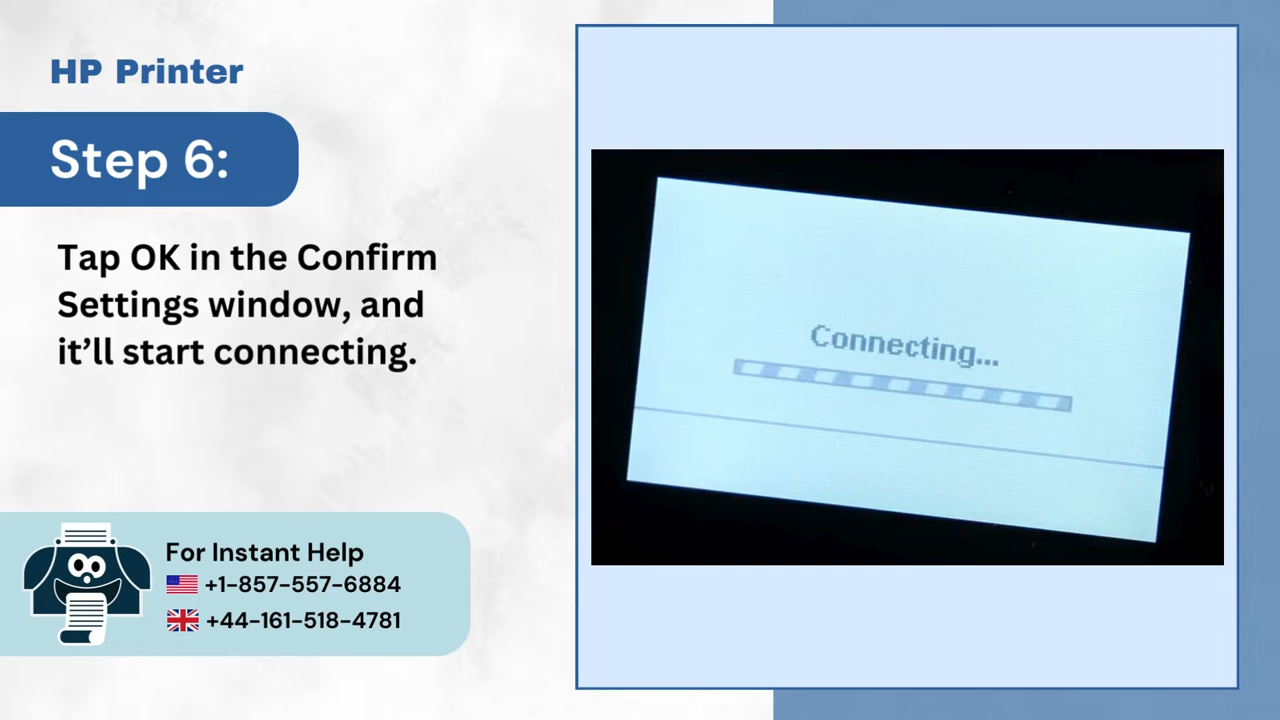 HP Printer
Step 6:
Tap OK in the Confirm
Settings window, and
it’ll start connecting.
Connecting...
For Instant Help
+1-857-557-6884
+44-161-518-4781